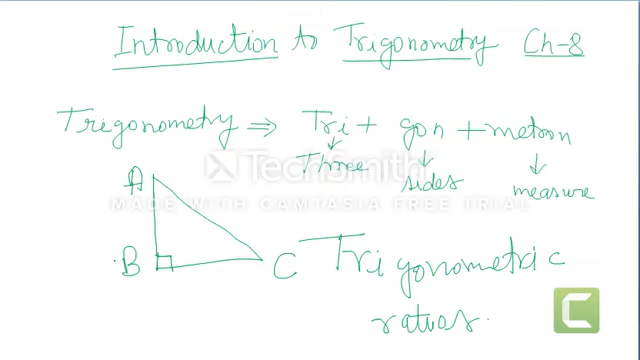 Introduction to Trigonometry Ch-8
Trigonometry ⇒ Tri + gon + metron
Three sides measure
TechSmith
MADE WITH CAMTASIA FREE TRIAL
A
B C
Trigonometric
ratios.
C